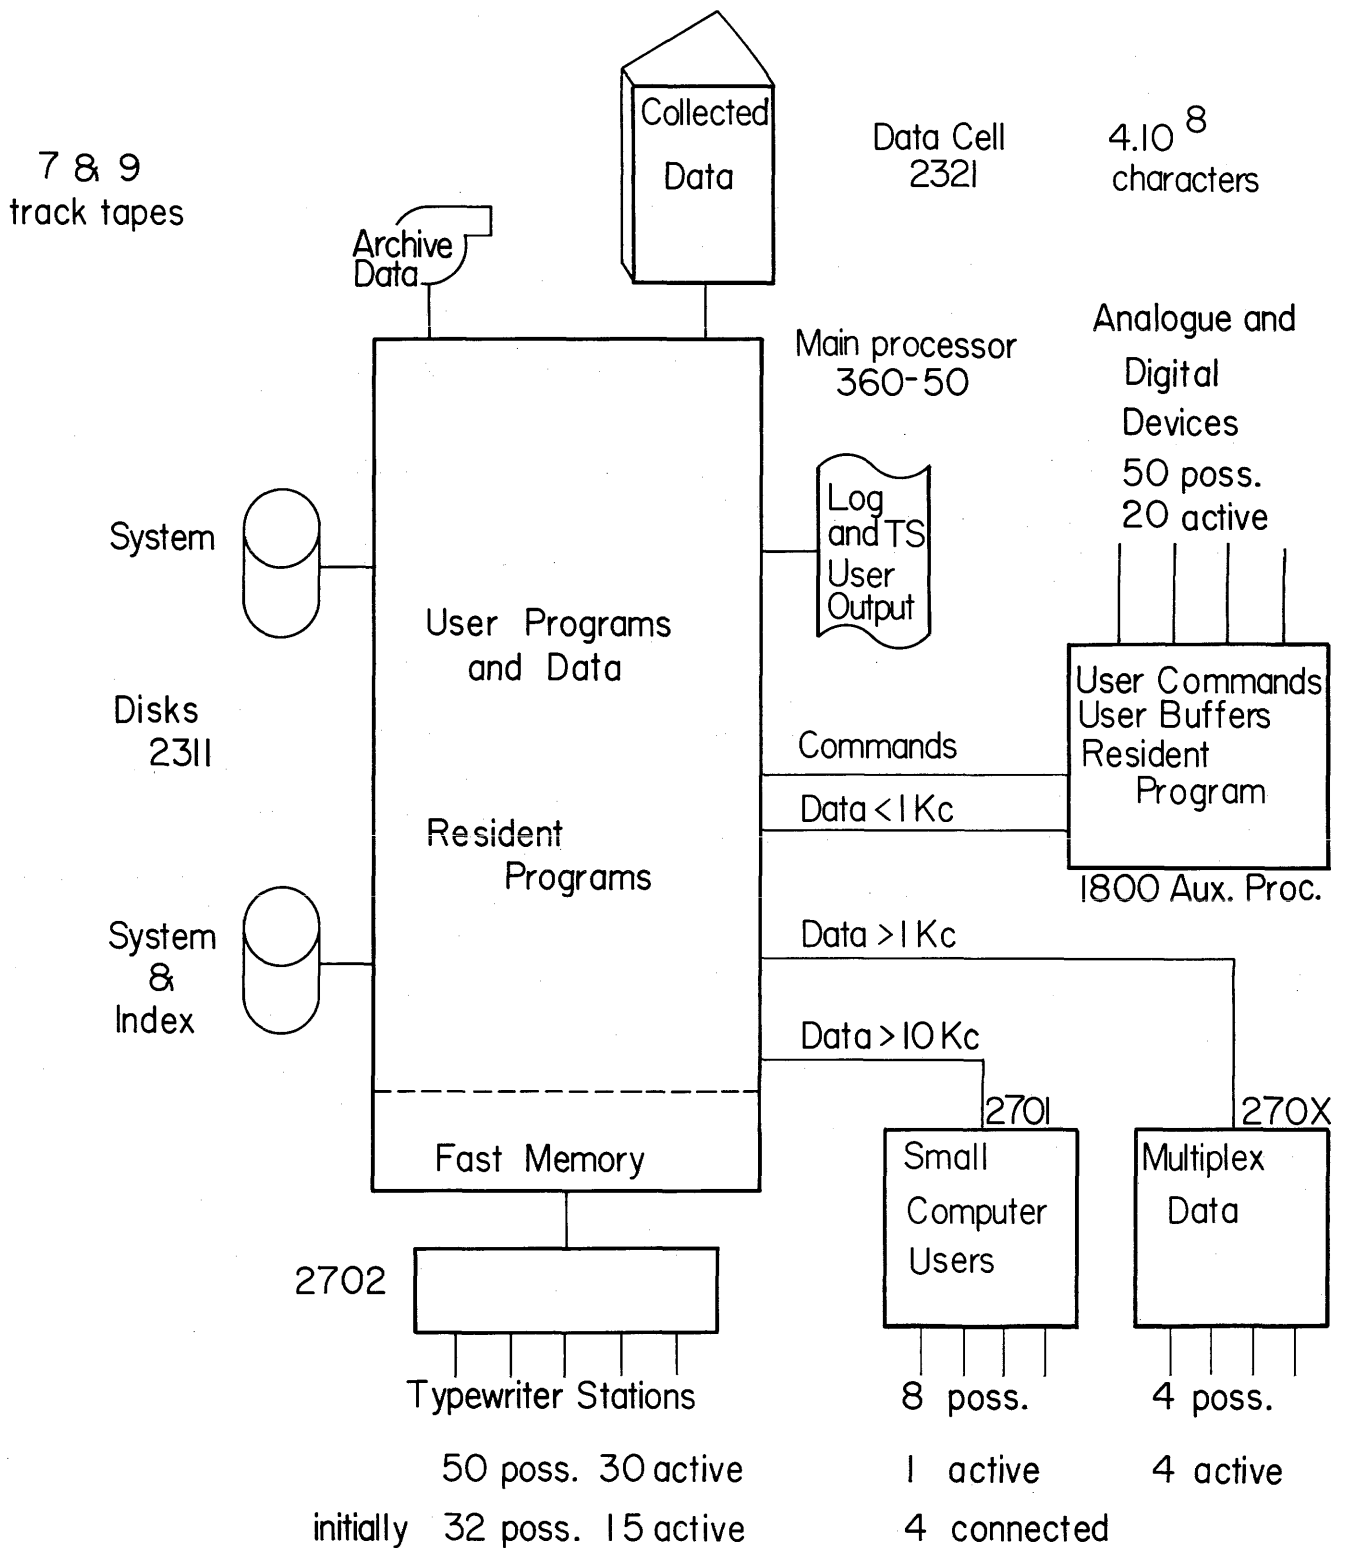 Collected
Data
Data Cell
2321
4.10 8
characters
7 & 9
track tapes
Archive
Data
Main processor
360-50
Analogue and
Digital
Devices
50 poss.
20 active
System
Log
and TS
User
Output
User Programs
and Data
Disks
2311
Commands
Data < 1 Kc
User Commands
User Buffers
Resident
Program
1800 Aux. Proc.
Resident
Programs
System
&
Index
Data > 1 Kc
Data > 10 Kc
2701
270X
Fast Memory
Small
Computer
Users
Multiplex
Data
2702
Typewriter Stations
8 poss.
4 poss.
50 poss. 30 active
1 active
4 active
initially 32 poss. 15 active
4 connected